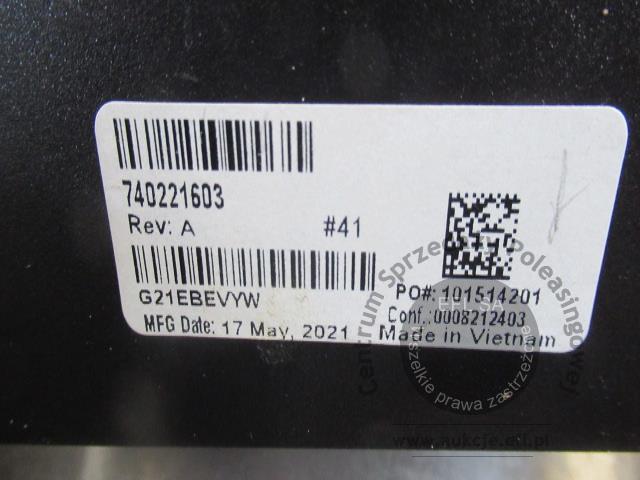 740221603
Rev: A #41
G21EBEVYW
PO#: 101514201
Conf.:0008212403
MFG Date: 17 May, 2021 Made in Vietnam
Centrum Sprzedaży Poleasingowej
EFL SA
wszelkie prawa zastrzeżone
www.aukcje.efl.pl